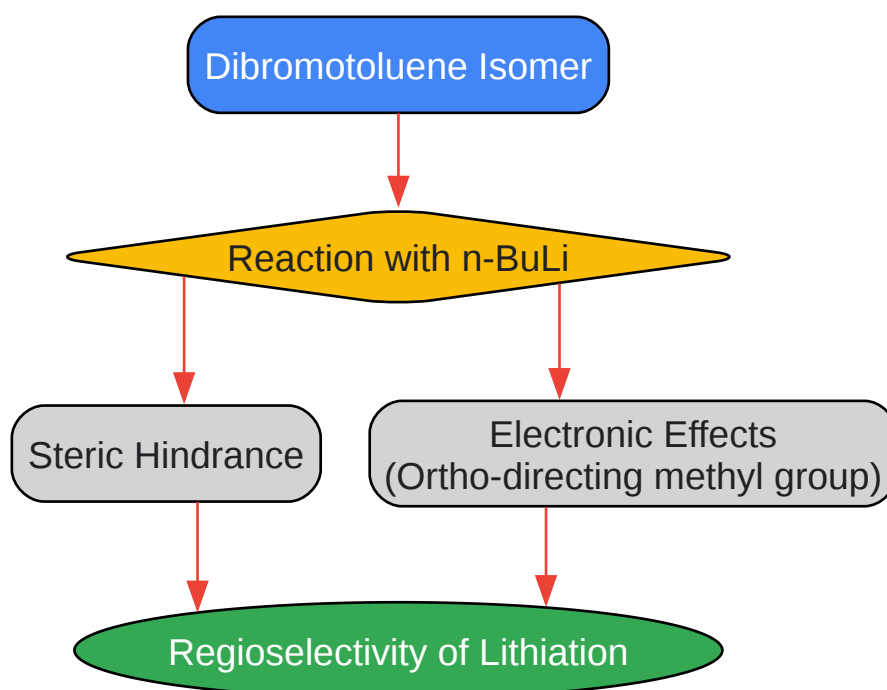 Dibromotoluene Isomer
Reaction with n-BuLi
Steric Hindrance
Electronic Effects
(Ortho-directing methyl group)
Regioselectivity of Lithiation